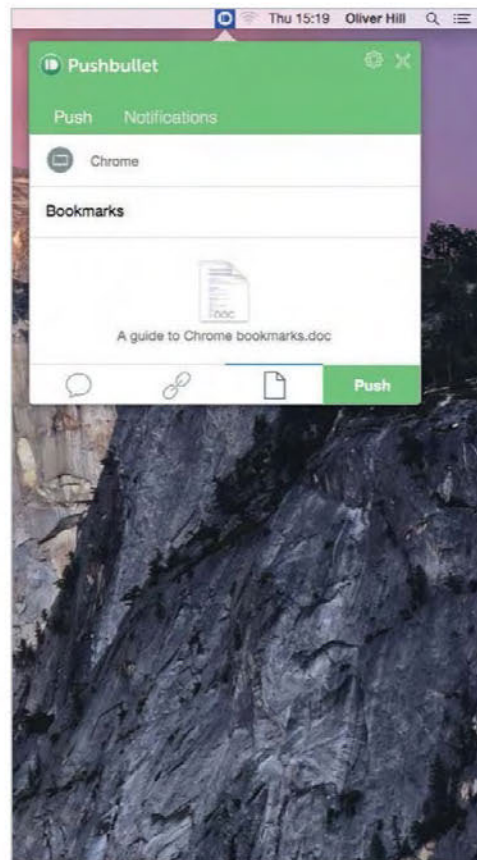 Thu 15:19 Oliver Hill
Pushbullet
Push Notifications
Chrome
Bookmarks
DOC
A guide to Chrome bookmarks.doc
Push